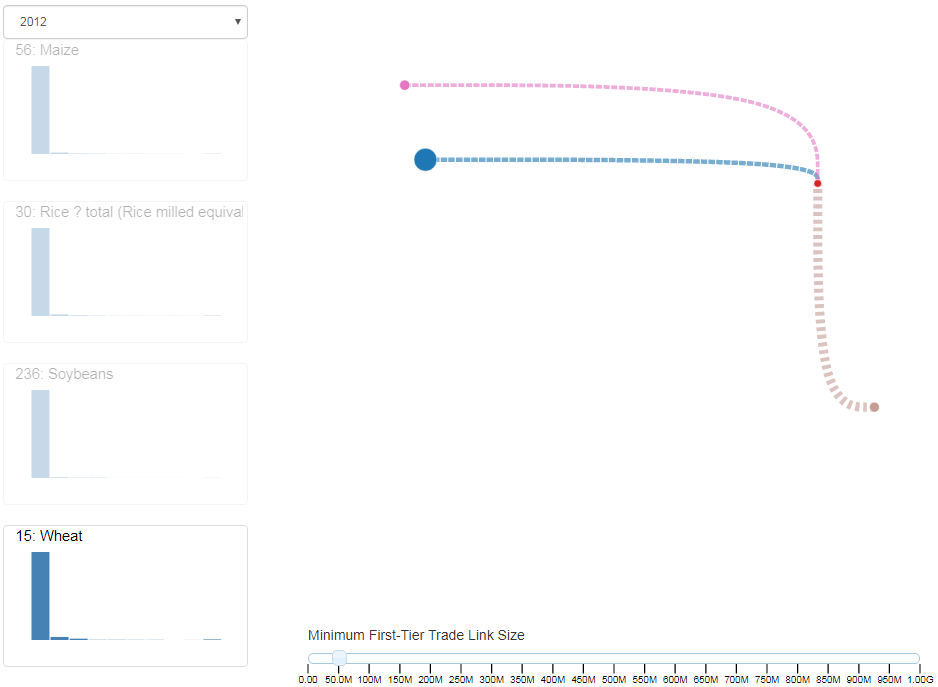 2012
56: Maize
30: Rice ? total (Rice milled equival
236: Soybeans
15: Wheat
Minimum First-Tier Trade Link Size
0.00 50.0M 100M 150M 200M 250M 300M 350M 400M 450M 500M 550M 600M 650M 700M 750M 800M 850M 900M 950M 1.00G